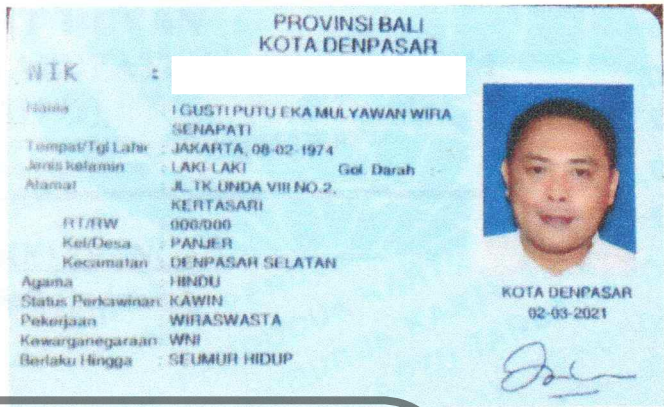 PROVINSI BALI
KOTA DENPASAR
NIK :
Nama : I GUSTI PUTU EKA MULYAWAN WIRA
SENAPATI
Tempat/Tgl Lahir : JAKARTA, 08-02-1974
Jenis kelamin : LAKI-LAKI Gol. Darah : -
Alamat : JL. TK.UNDA VIII NO.2,
KERTASARI
RT/RW : 000/000
Kel/Desa : PANJER
Kecamatan : DENPASAR SELATAN
Agama : HINDU
Status Perkawinan: KAWIN
Pekerjaan : WIRASWASTA
Kewarganegaraan: WNI
Berlaku Hingga : SEUMUR HIDUP
KOTA DENPASAR
02-03-2021